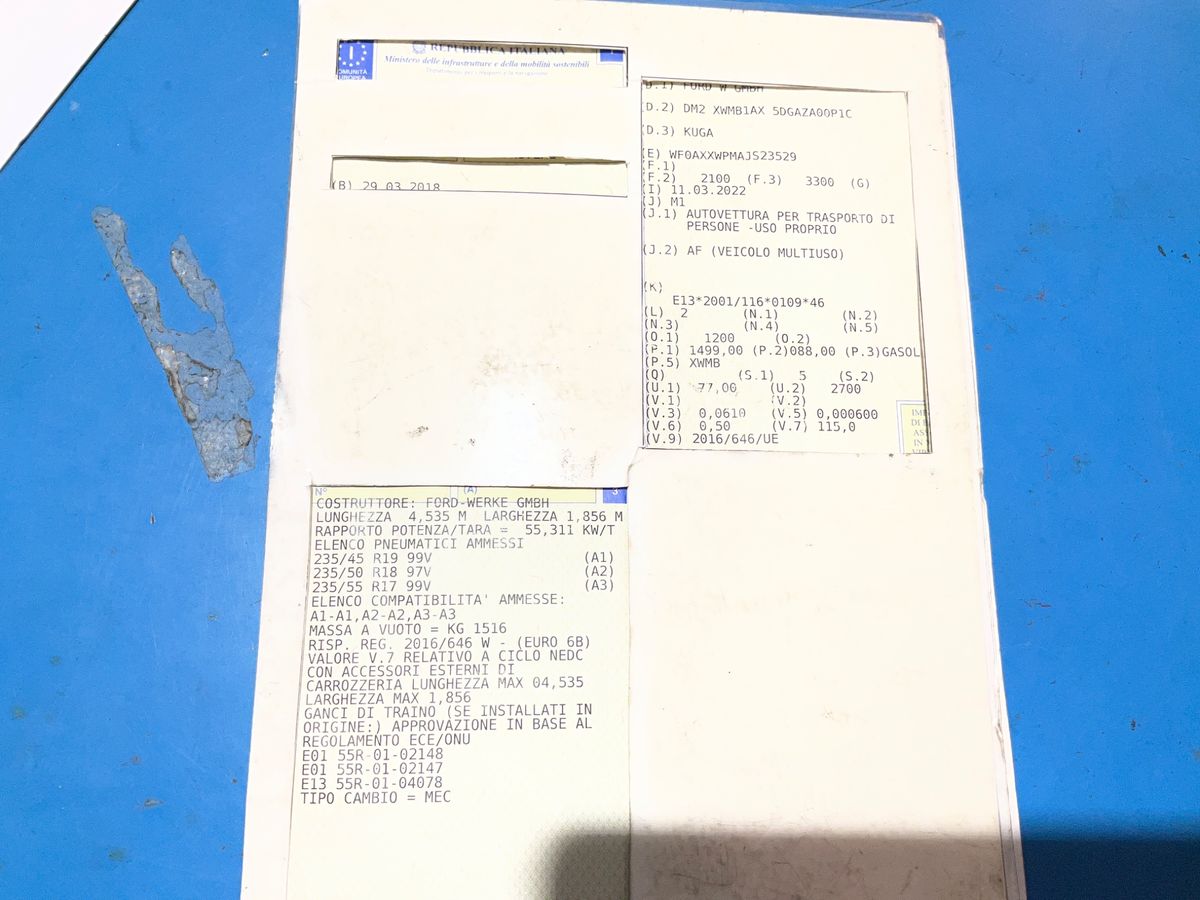 I
COMUNITÀ
EUROPEA
REPUBBLICA ITALIANA
Ministero delle infrastrutture e della mobilità sostenibili
(B) 29 03 2018
(D.1) FORD W GMBH
(D.2) DM2 XWMB1AX 5DGAZA00P1C
(D.3) KUGA
(E) WF0AXXWPMAJS23529
(F.1)
(F.2) 2100 (F.3) 3300 (G)
(I) 11.03.2022
(J) M1
(J.1) AUTOVETTURA PER TRASPORTO DI
PERSONE -USO PROPRIO
(J.2) AF (VEICOLO MULTIUSO)
(K)
E13*2001/116*0109*46
(L) 2 (N.1) (N.2)
(N.3) (N.4) (N.5)
(O.1) 1200 (O.2)
(P.1) 1499,00 (P.2)088,00 (P.3)GASOL
(P.5) XWMB
(Q) (S.1) 5 (S.2)
(U.1) 77,00 (U.2) 2700
(V.1) (V.2)
(V.3) 0,0610 (V.5) 0,000600
(V.6) 0,50 (V.7) 115,0
(V.9) 2016/646/UE
N° (A) 3
COSTRUTTORE: FORD-WERKE GMBH
LUNGHEZZA 4,535 M LARGHEZZA 1,856 M
RAPPORTO POTENZA/TARA = 55,311 KW/T
ELENCO PNEUMATICI AMMESSI
235/45 R19 99V (A1)
235/50 R18 97V (A2)
235/55 R17 99V (A3)
ELENCO COMPATIBILITA' AMMESSE:
A1-A1,A2-A2,A3-A3
MASSA A VUOTO = KG 1516
RISP. REG. 2016/646 W - (EURO 6B)
VALORE V.7 RELATIVO A CICLO NEDC
CON ACCESSORI ESTERNI DI
CARROZZERIA LUNGHEZZA MAX 04,535
LARGHEZZA MAX 1,856
GANCI DI TRAINO (SE INSTALLATI IN
ORIGINE:) APPROVAZIONE IN BASE AL
REGOLAMENTO ECE/ONU
E01 55R-01-02148
E01 55R-01-02147
E13 55R-01-04078
TIPO CAMBIO = MEC